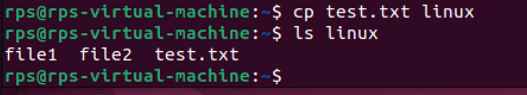 rps@rps-virtual-machine:~$ cp test.txt linux
rps@rps-virtual-machine:~$ ls linux
file1  file2  test.txt
rps@rps-virtual-machine:~$